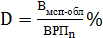 D = Вмсп-обл / ВРПп %